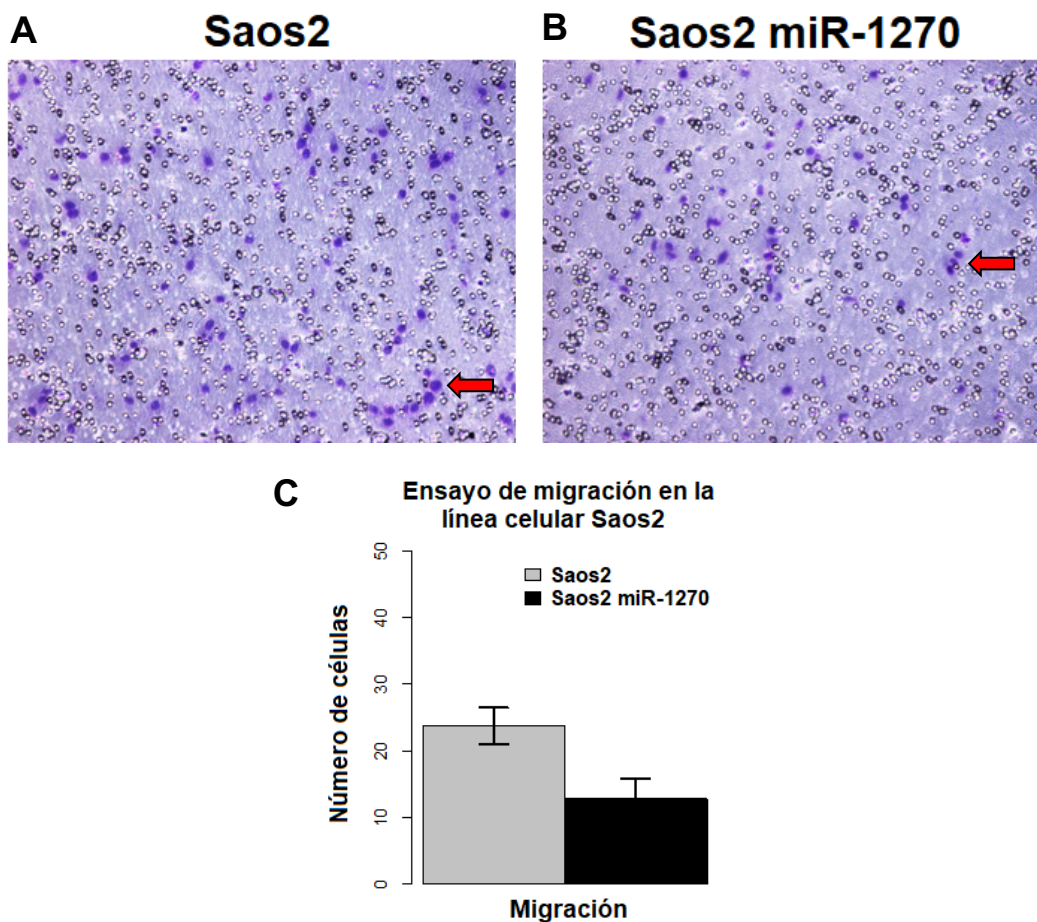 A
Saos2
B
Saos2 miR-1270
C
Ensayo de migración en la
línea celular Saos2
50
40
30
20
10
0
Número de células
Saos2
Saos2 miR-1270
Migración